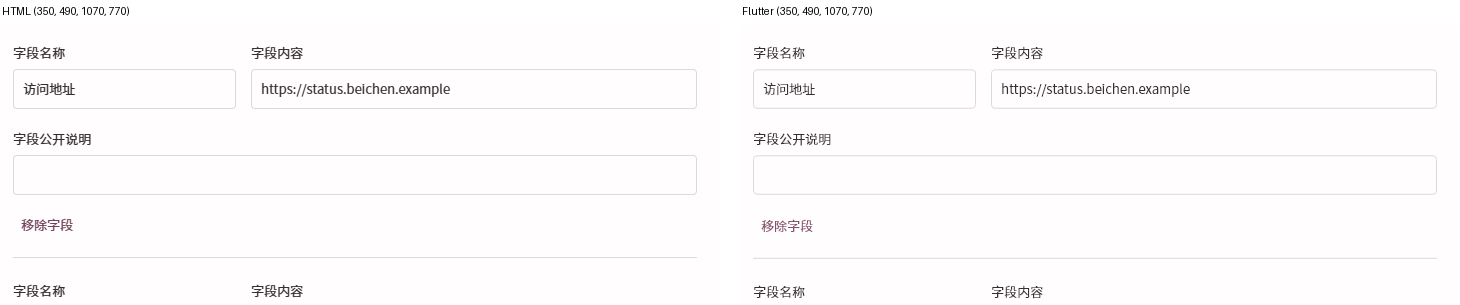 HTML (350, 490, 1070, 770)
字段名称 字段内容
访问地址 https://status.beichen.example
字段公开说明
移除字段
字段名称 字段内容
Flutter (350, 490, 1070, 770)
字段名称 字段内容
访问地址 https://status.beichen.example
字段公开说明
移除字段
字段名称 字段内容